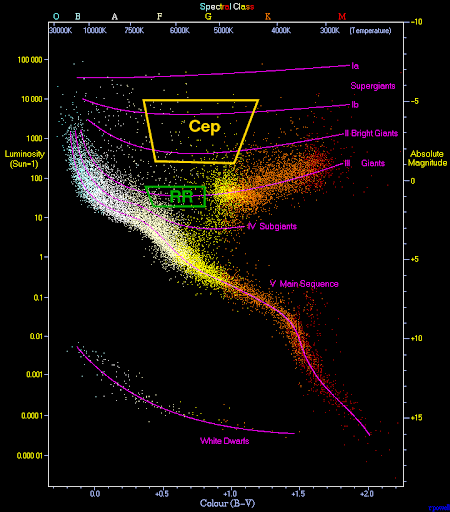 Spectral Class
O B A F G K M
30000K 10000K 7500K 6000K 5000K 4000K 3000K (Temperature)
-10
Ia
100 000
Supergiants
10 000
Ib
-5
Cep
1000
II Bright Giants
Luminosity
(Sun=1)
Absolute
Magnitude
III Giants
100
0
RR
10
IV Subgiants
1
+5
V Main Sequence
0.1
0.01
+10
0.001
0.0001
+15
White Dwarfs
0.000 01
0.0 +0.5 +1.0 +1.5 +2.0
Colour (B-V)